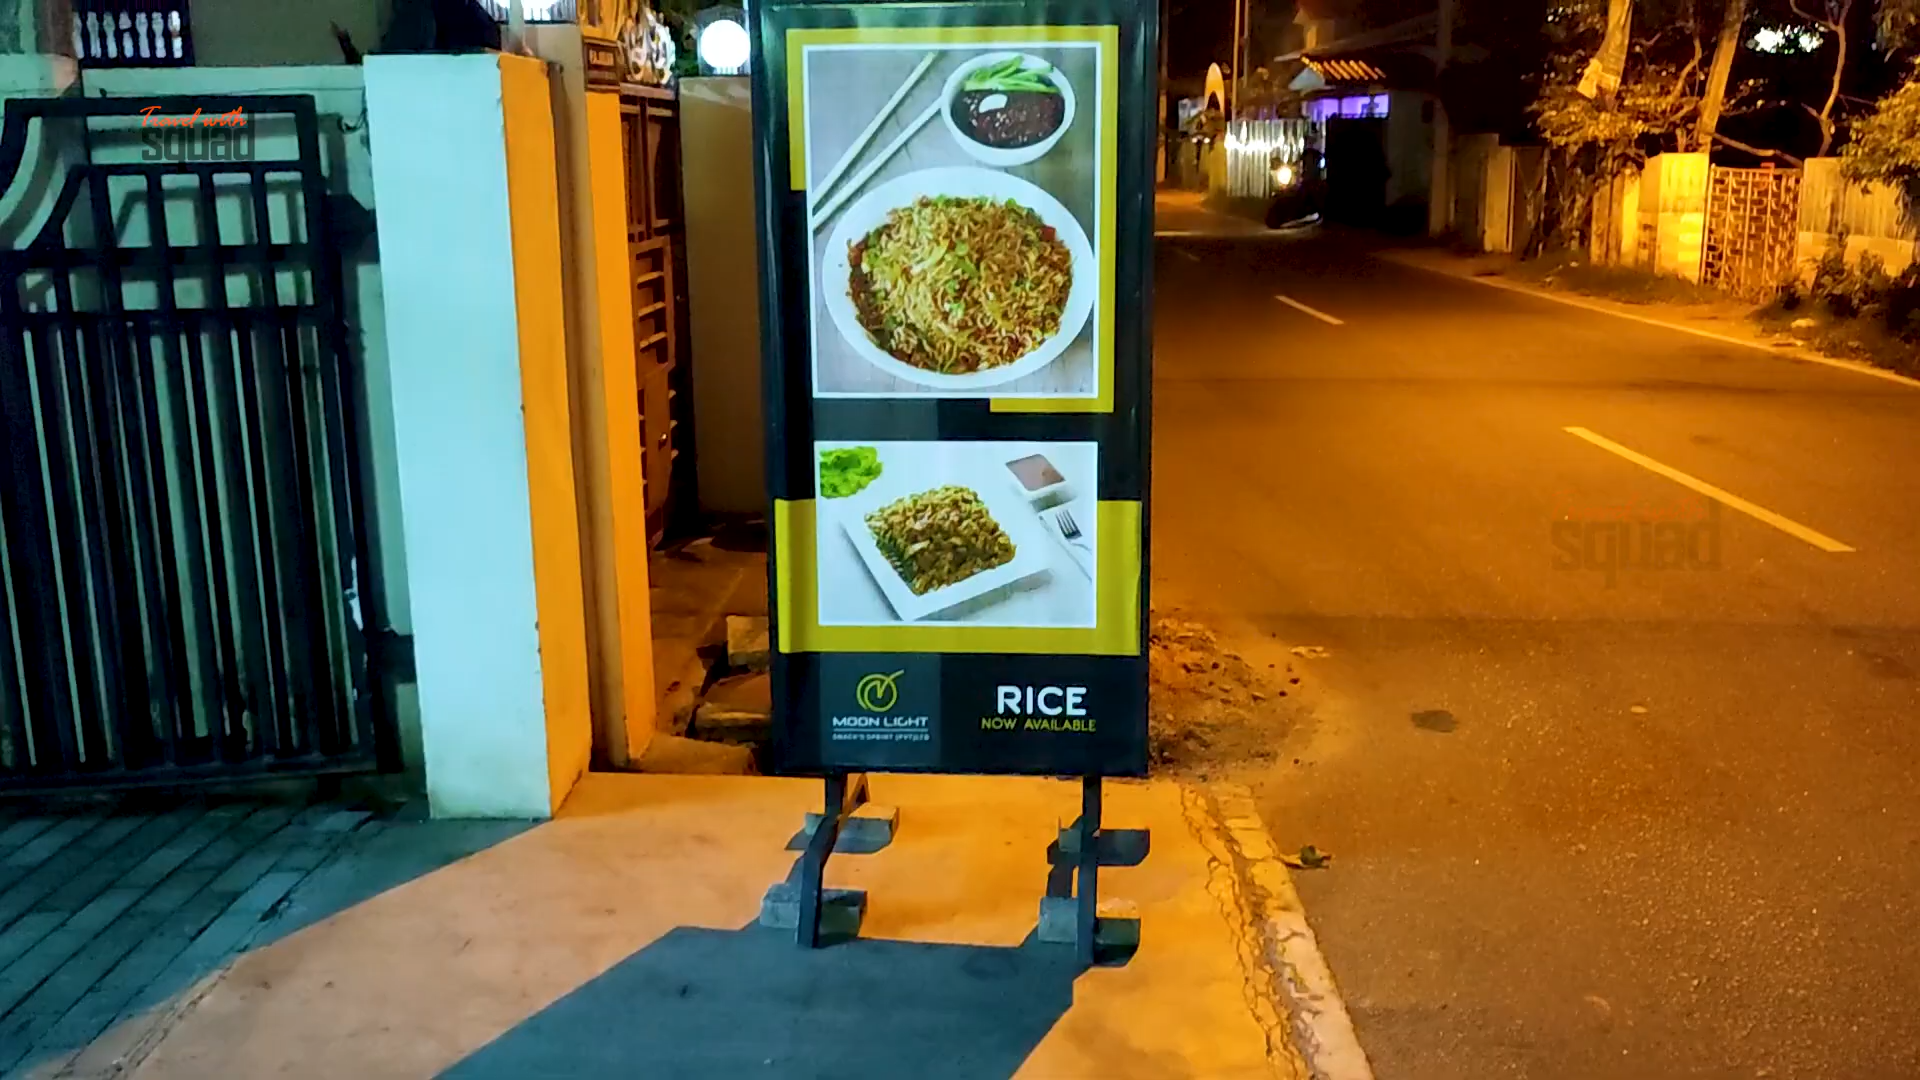 Travel with
squad
squad
MOON LIGHT
RICE
NOW AVAILABLE